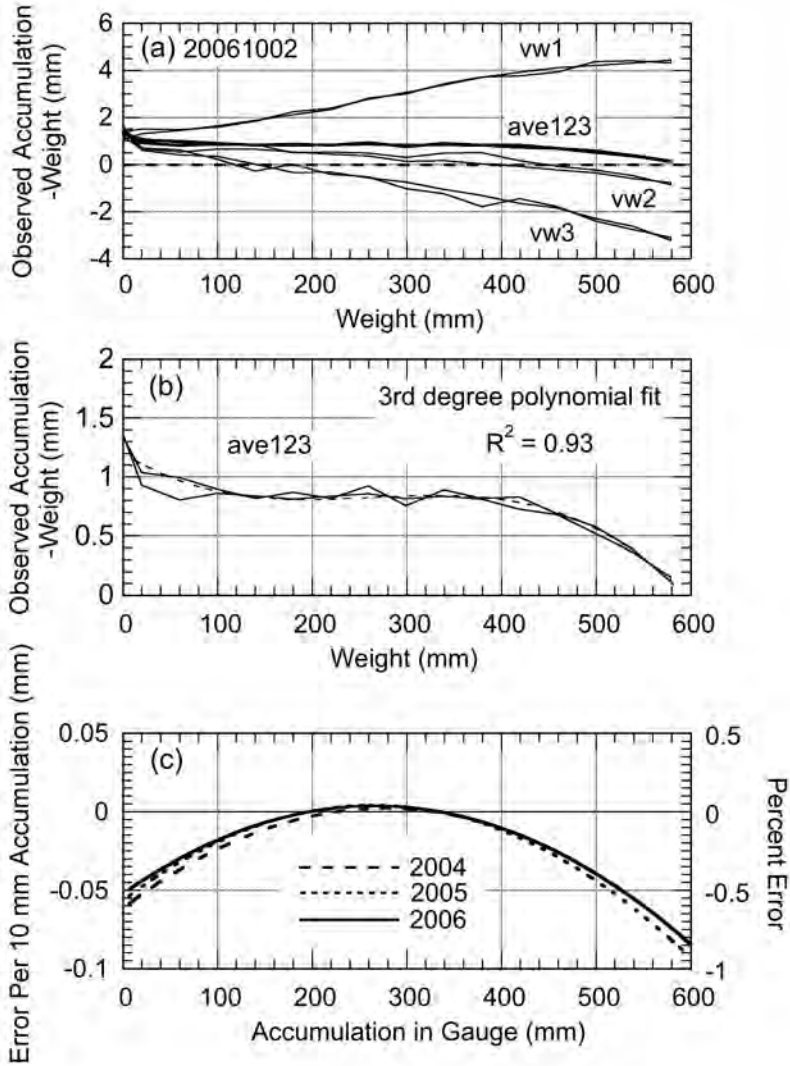 Observed Accumulation
-Weight (mm)
6
4
2
0
-2
-4
(a) 20061002
vw1
ave123
vw2
vw3
0 100 200 300 400 500 600
Weight (mm)
Observed Accumulation
-Weight (mm)
2
1.5
1
0.5
0
(b)
3rd degree polynomial fit
ave123
R² = 0.93
0 100 200 300 400 500 600
Weight (mm)
Error Per 10 mm Accumulation (mm)
0.05
0
-0.05
-0.1
(c)
2004
2005
2006
0.5
0
-0.5
-1
Percent Error
0 100 200 300 400 500 600
Accumulation in Gauge (mm)